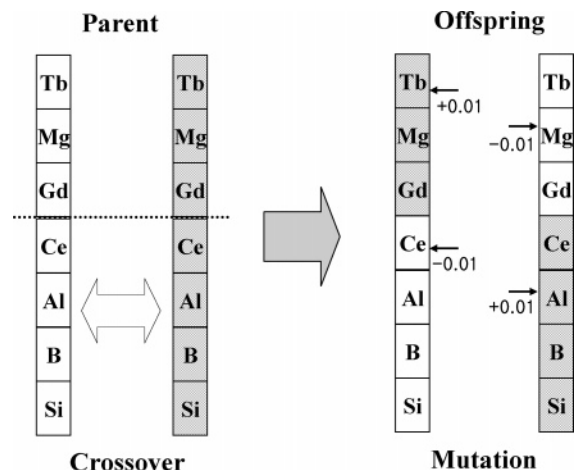 Parent
Offspring
Tb Tb Tb Tb
+0.01
Mg Mg Mg Mg
−0.01
Gd Gd Gd Gd
Ce Ce Ce Ce
−0.01
Al Al Al Al
+0.01
B B B B
Si Si Si Si
Crossover
Mutation